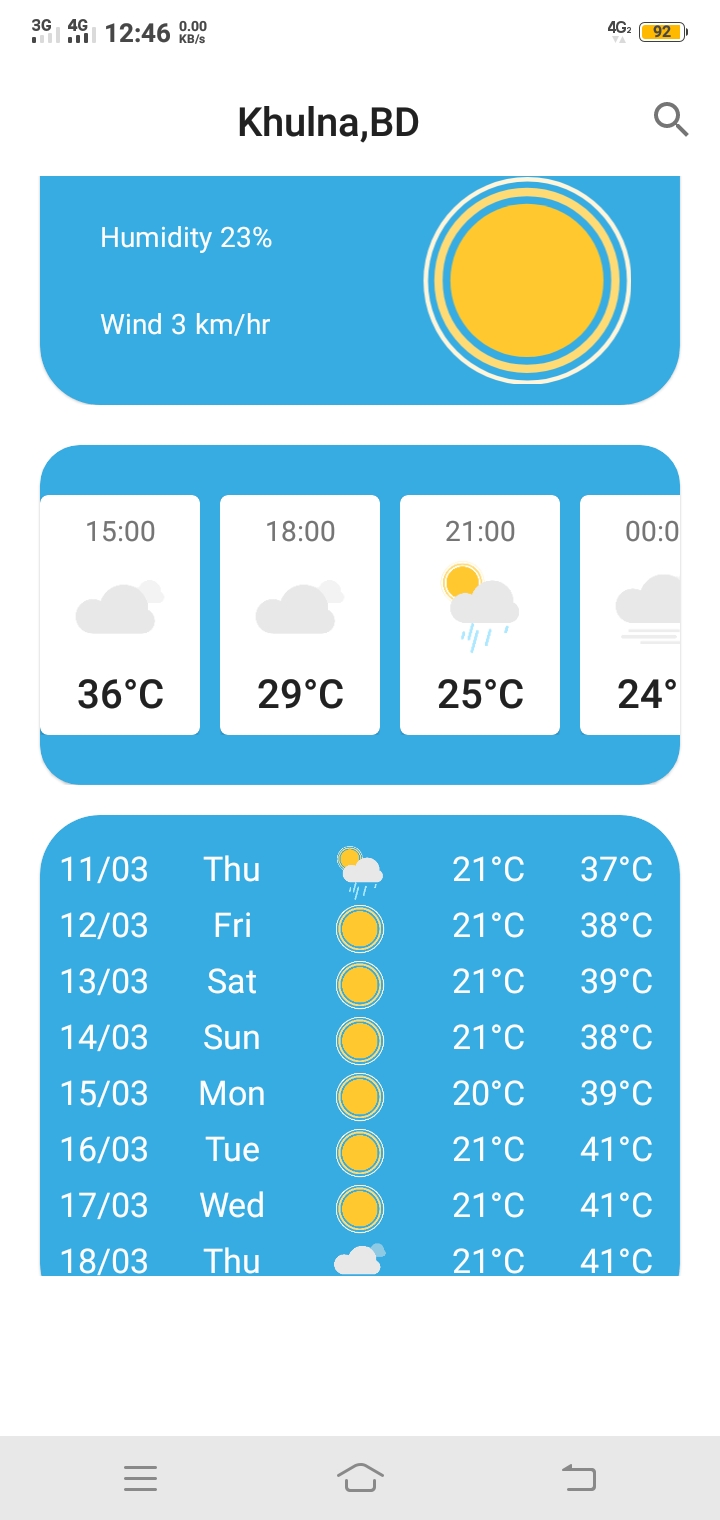 3G 4G 12:46 0.00 KB/s 4G2 92
Khulna,BD
Humidity 23%
Wind 3 km/hr
15:00 18:00 21:00 00:0
36°C 29°C 25°C 24°
11/03 Thu 21°C 37°C
12/03 Fri 21°C 38°C
13/03 Sat 21°C 39°C
14/03 Sun 21°C 38°C
15/03 Mon 20°C 39°C
16/03 Tue 21°C 41°C
17/03 Wed 21°C 41°C
18/03 Thu 21°C 41°C